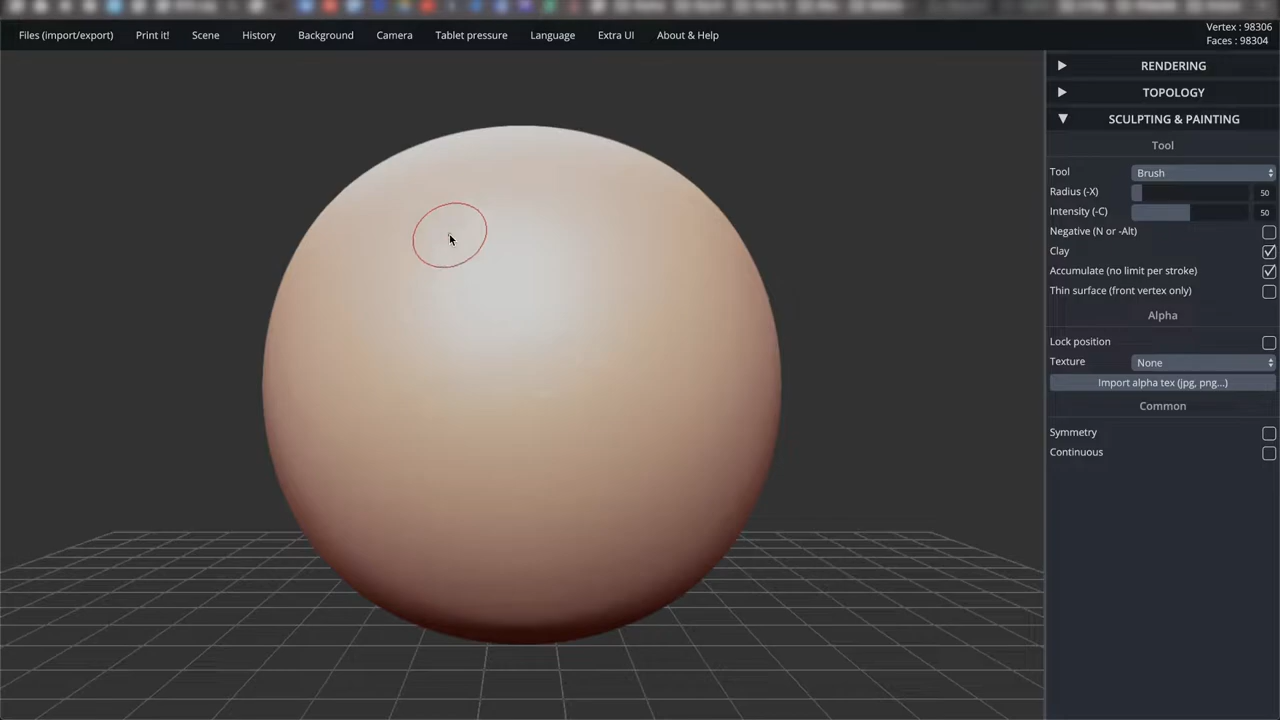 Files (import/export) Print it! Scene History Background Camera Tablet pressure Language Extra UI About & Help
Vertex : 98306
Faces : 98304
RENDERING
TOPOLOGY
SCULPTING & PAINTING
Tool
Tool Brush
Radius (-X) 50
Intensity (-C) 50
Negative (N or -Alt)
Clay
Accumulate (no limit per stroke)
Thin surface (front vertex only)
Alpha
Lock position
Texture None
Import alpha tex (jpg, png...)
Common
Symmetry
Continuous